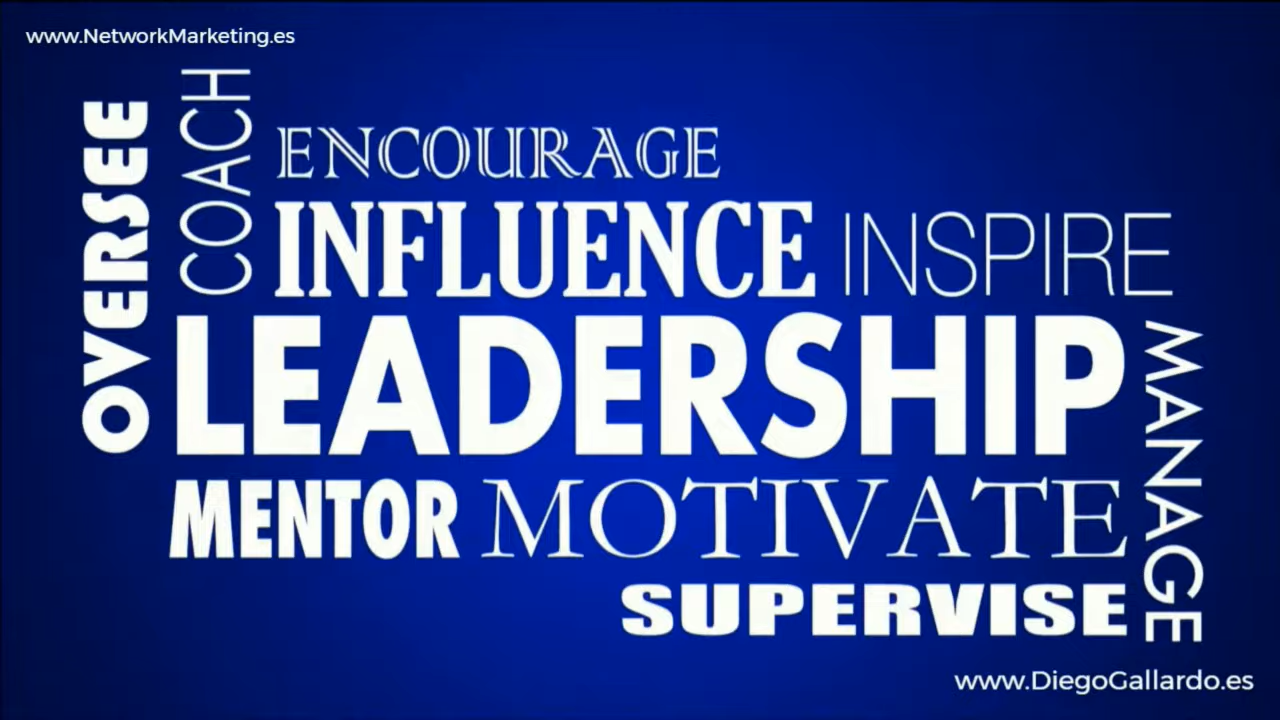 www.NetworkMarketing.es
OVERSEE
COACH
ENCOURAGE
INFLUENCE INSPIRE
LEADERSHIP
MANAGE
MENTOR MOTIVATE
SUPERVISE
www.DiegoGallardo.es